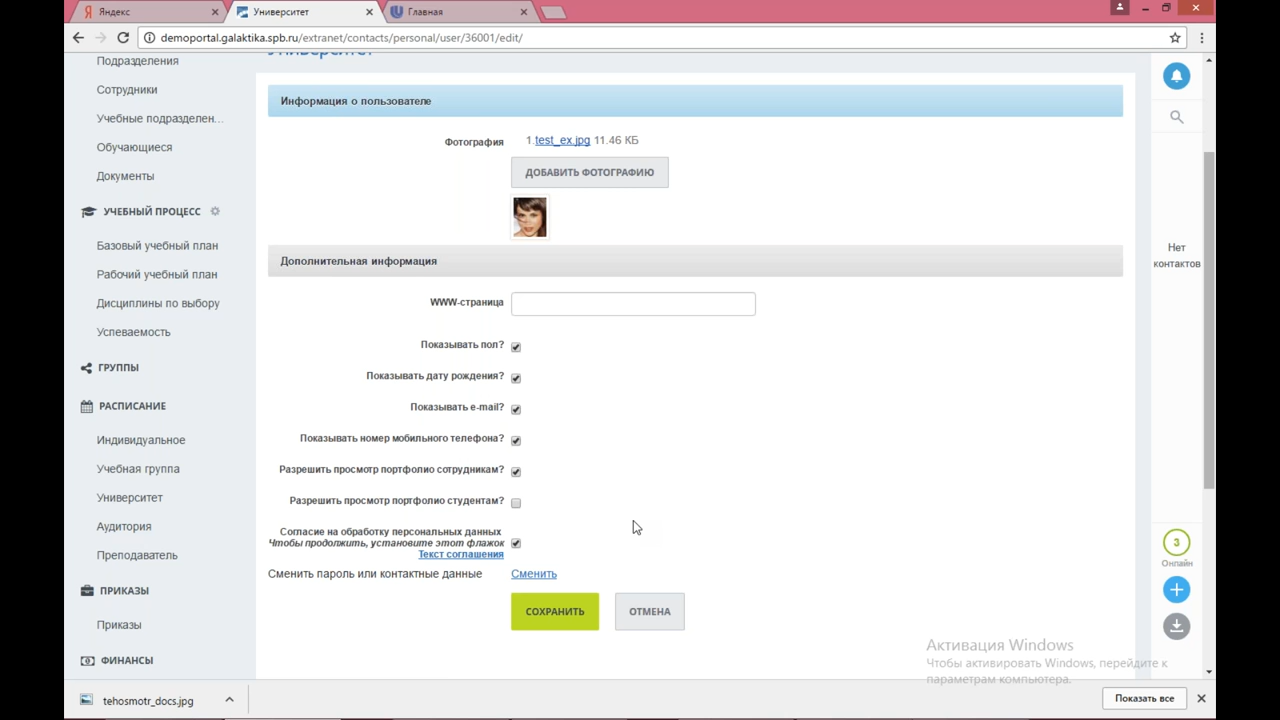 Яндекс
Университет
Главная
demoportal.galaktika.spb.ru/extranet/contacts/personal/user/36001/edit/
Университет
Подразделения
Сотрудники
Учебные подразделен...
Обучающиеся
Документы
УЧЕБНЫЙ ПРОЦЕСС
Базовый учебный план
Рабочий учебный план
Дисциплины по выбору
Успеваемость
ГРУППЫ
РАСПИСАНИЕ
Индивидуальное
Учебная группа
Университет
Аудитория
Преподаватель
ПРИКАЗЫ
Приказы
ФИНАНСЫ
Информация о пользователе
Фотография
1.test_ex.jpg 11.46 КБ
ДОБАВИТЬ ФОТОГРАФИЮ
Дополнительная информация
WWW-страница
Показывать пол?
Показывать дату рождения?
Показывать e-mail?
Показывать номер мобильного телефона?
Разрешить просмотр портфолио сотрудникам?
Разрешить просмотр портфолио студентам?
Согласие на обработку персональных данных
Чтобы продолжить, установите этот флажок
Текст соглашения
Сменить пароль или контактные данные Сменить
СОХРАНИТЬ ОТМЕНА
Нет
контактов
3
Онлайн
Активация Windows
Чтобы активировать Windows, перейдите к
параметрам компьютера.
tehosmotr_docs.jpg
Показать все